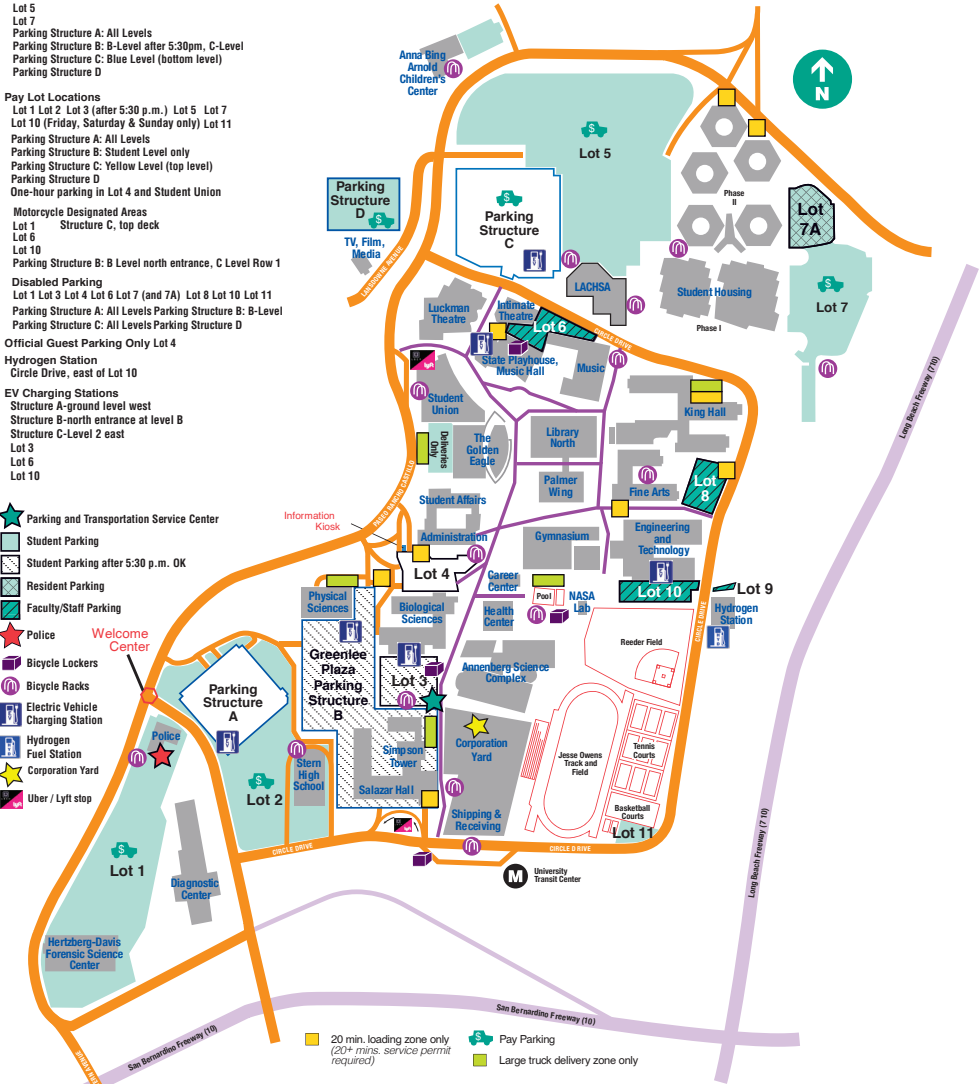 Lot 5
Lot 7
Parking Structure A: All Levels
Parking Structure B: B-Level after 5:30pm, C-Level
Parking Structure C: Blue Level (bottom level)
Parking Structure D
Pay Lot Locations
Lot 1 Lot 2 Lot 3 (after 5:30 p.m.) Lot 5 Lot 7
Lot 10 (Friday, Saturday & Sunday only) Lot 11
Parking Structure A: All Levels
Parking Structure B: Student Level only
Parking Structure C: Yellow Level (top level)
Parking Structure D
One-hour parking in Lot 4 and Student Union
Motorcycle Designated Areas
Lot 1 Structure C, top deck
Lot 6
Lot 10
Parking Structure B: B Level north entrance, C Level Row 1
Disabled Parking
Lot 1 Lot 3 Lot 4 Lot 6 Lot 7 (and 7A) Lot 8 Lot 10 Lot 11
Parking Structure A: All Levels Parking Structure B: B-Level
Parking Structure C: All Levels Parking Structure D
Official Guest Parking Only Lot 4
Hydrogen Station
Circle Drive, east of Lot 10
EV Charging Stations
Structure A-ground level west
Structure B-north entrance at level B
Structure C-Level 2 east
Lot 3
Lot 6
Lot 10
Parking and Transportation Service Center
Student Parking
Student Parking after 5:30 p.m. OK
Resident Parking
Faculty/Staff Parking
Police
Bicycle Lockers
Bicycle Racks
Electric Vehicle
Charging Station
Hydrogen
Fuel Station
Corporation Yard
Uber / Lyft stop
Anna Bing
Arnold
Children's
Center
N
$
Lot 5
Parking
Structure
D
$
TV, Film,
Media
LANSDOWNE AVENUE
$
Parking
Structure
C
Phase
II
Lot
7A
$
Lot 7
LACHSA
Student Housing
Phase I
Luckman
Theatre
Intimate
Theatre
Lot 6
CIRCLE DRIVE
State Playhouse,
Music Hall
Music
lyft
Student
Union
King Hall
Deliveries
Only
The
Golden
Eagle
Library
North
Palmer
Wing
Fine Arts
Lot
8
Long Beach Freeway (710)
PASEO RANCHO CASTILLO
Student Affairs
Information
Kiosk
Administration
Gymnasium
Engineering
and
Technology
Lot 4
Career
Center
Pool
NASA
Lab
Lot 10
Lot 9
Hydrogen
Station
CIRCLE DRIVE
Physical
Sciences
Biological
Sciences
Health
Center
Reeder Field
Welcome
Center
Greenlee
Plaza
Parking
Structure
B
Lot 3
Annenberg Science
Complex
Parking
Structure
A
Police
Stern
High
School
Simpson
Tower
Corporation
Yard
Jesse Owens
Track and
Field
Tennis
Courts
$
Lot 2
Salazar Hall
Shipping &
Receiving
Basketball
Courts
Lot 11
CIRCLE DRIVE
CIRCLE DRIVE
Long Beach Freeway (710)
$
Lot 1
Diagnostic
Center
M
University
Transit Center
Hertzberg-Davis
Forensic Science
Center
San Bernardino Freeway (10)
San Bernardino Freeway (10)
20 min. loading zone only
(20+ mins. service permit
required)
$
Pay Parking
Large truck delivery zone only